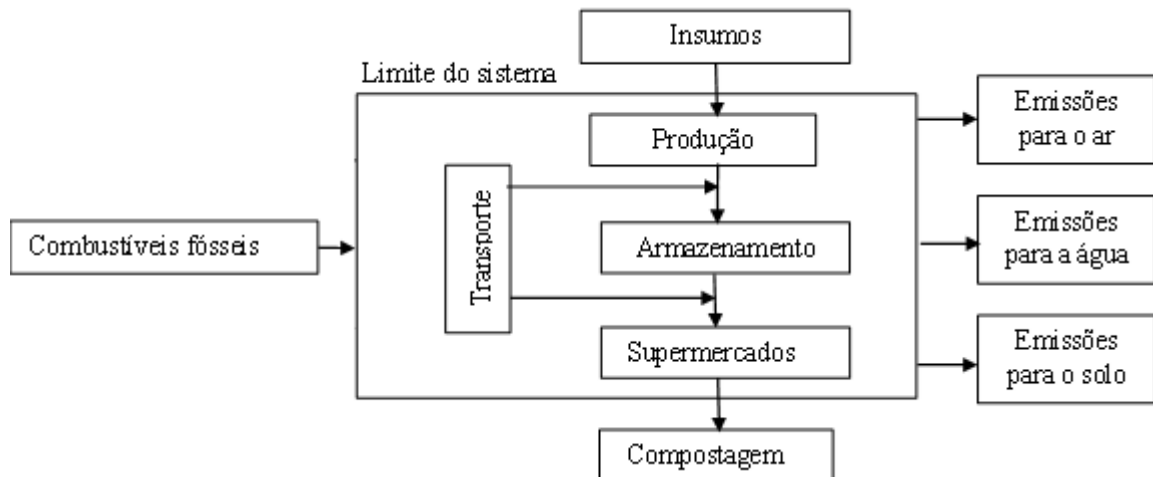 Insumos
Limite do sistema
Emissões
para o ar
Produção
Transporte
Combustíveis fósseis
Armazenamento
Emissões
para a água
Supermercados
Emissões
para o solo
Compostagem